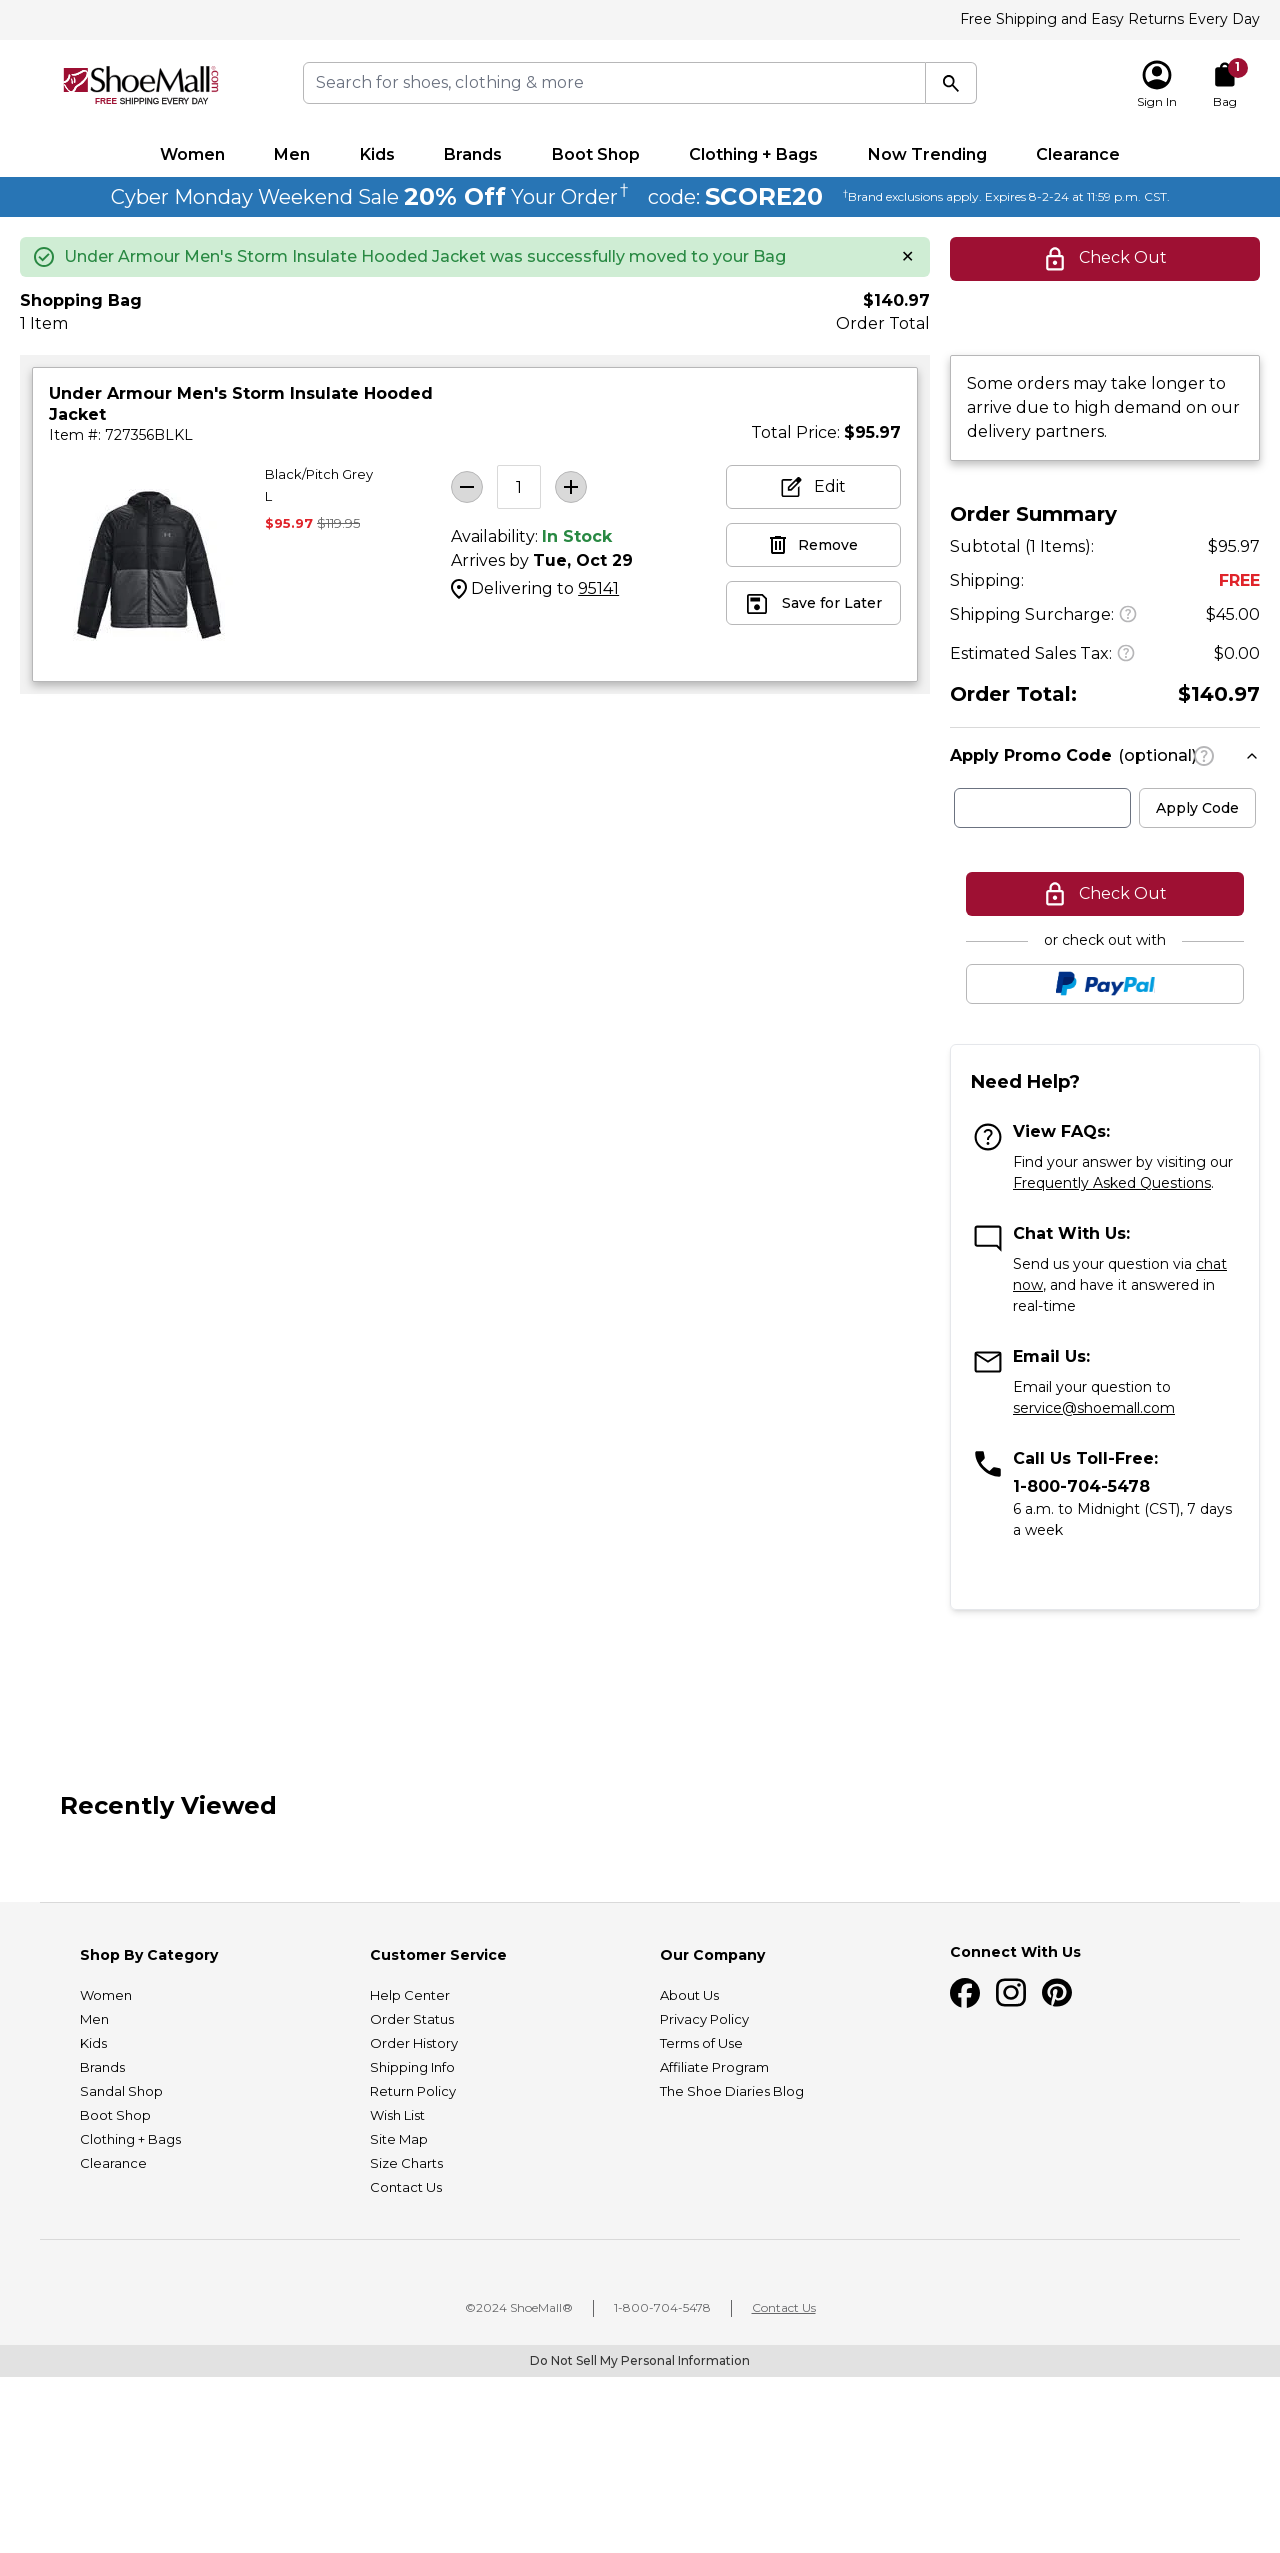 Free Shipping and Easy Returns Every Day
ShoeMall.com
FREE SHIPPING EVERY DAY
Search for shoes, clothing & more
Sign In
1
Bag
Women Men Kids Brands Boot Shop Clothing + Bags Now Trending Clearance
Cyber Monday Weekend Sale 20% Off Your Order† code: SCORE20 †Brand exclusions apply. Expires 8-2-24 at 11:59 p.m. CST.
Under Armour Men's Storm Insulate Hooded Jacket was successfully moved to your Bag ✕
Check Out
Shopping Bag $140.97
1 Item Order Total
Under Armour Men's Storm Insulate Hooded
Jacket
Item #: 727356BLKL
Total Price: $95.97
Black/Pitch Grey
L
$95.97 $119.95
1
Availability: In Stock
Arrives by Tue, Oct 29
Delivering to 95141
Edit
Remove
Save for Later
Some orders may take longer to
arrive due to high demand on our
delivery partners.
Order Summary
Subtotal (1 Items): $95.97
Shipping: FREE
Shipping Surcharge: ? $45.00
Estimated Sales Tax: ? $0.00
Order Total: $140.97
Apply Promo Code (optional) ?
Apply Code
Check Out
or check out with
PayPal
Need Help?
View FAQs:
Find your answer by visiting our
Frequently Asked Questions.
Chat With Us:
Send us your question via chat
now, and have it answered in
real-time
Email Us:
Email your question to
service@shoemall.com
Call Us Toll-Free:
1-800-704-5478
6 a.m. to Midnight (CST), 7 days
a week
Recently Viewed
Shop By Category
Women
Men
Kids
Brands
Sandal Shop
Boot Shop
Clothing + Bags
Clearance
Customer Service
Help Center
Order Status
Order History
Shipping Info
Return Policy
Wish List
Site Map
Size Charts
Contact Us
Our Company
About Us
Privacy Policy
Terms of Use
Affiliate Program
The Shoe Diaries Blog
Connect With Us
©2024 ShoeMall® 1-800-704-5478 Contact Us
Do Not Sell My Personal Information